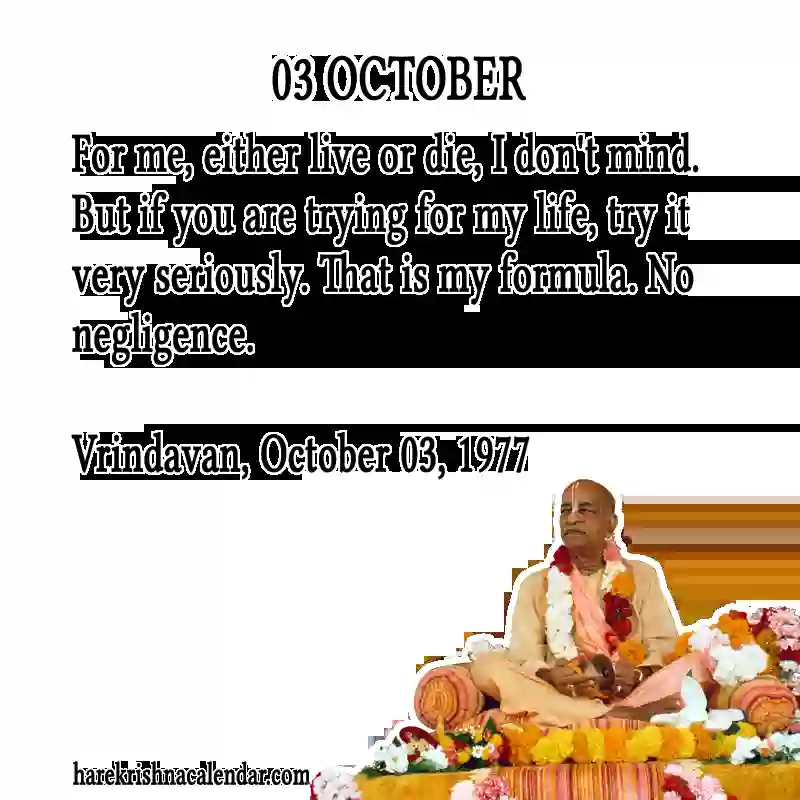 03 OCTOBER
For me, either live or die, I don't mind.
But if you are trying for my life, try it
very seriously. That is my formula. No
negligence.
Vrindavan, October 03, 1977
harekrishnacalendar.com